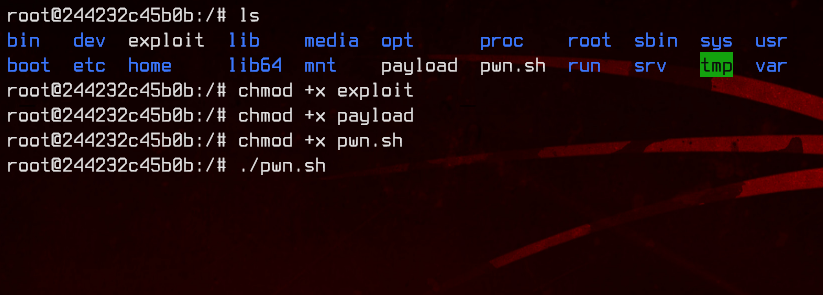 root@244232c45b0b:/# ls
bin dev exploit lib media opt proc root sbin sys usr
boot etc home lib64 mnt payload pwn.sh run srv tmp var
root@244232c45b0b:/# chmod +x exploit
root@244232c45b0b:/# chmod +x payload
root@244232c45b0b:/# chmod +x pwn.sh
root@244232c45b0b:/# ./pwn.sh